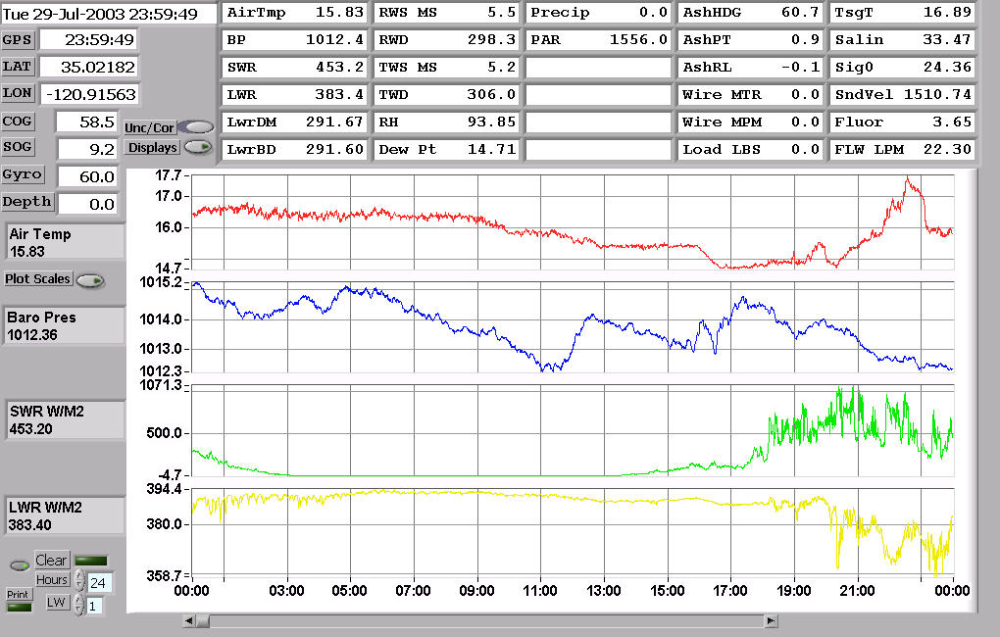 Tue 29-Jul-2003 23:59:49
GPS 23:59:49
LAT 35.02182
LON -120.91563
COG 58.5
SOG 9.2
Gyro 60.0
Depth 0.0
Unc/Cor
Displays
AirTmp 15.83 RWS MS 5.5 Precip 0.0 AshHDG 60.7 TsgT 16.89
BP 1012.4 RWD 298.3 PAR 1556.0 AshPT 0.9 Salin 33.47
SWR 453.2 TWS MS 5.2 AshRL -0.1 Sig0 24.36
LWR 383.4 TWD 306.0 Wire MTR 0.0 SndVel 1510.74
LwrDM 291.67 RH 93.85 Wire MPM 0.0 Fluor 3.65
LwrBD 291.60 Dew Pt 14.71 Load LBS 0.0 FLW LPM 22.30
Air Temp
15.83
Plot Scales
17.7
17.0
16.0
14.7
Baro Pres
1012.36
1015.2
1014.0
1013.0
1012.3
SWR W/M2
453.20
1071.3
500.0
-4.7
LWR W/M2
383.40
394.4
380.0
358.7
00:00 03:00 05:00 07:00 09:00 11:00 13:00 15:00 17:00 19:00 21:00 00:00
Clear
Hours 24
Print
LW 1